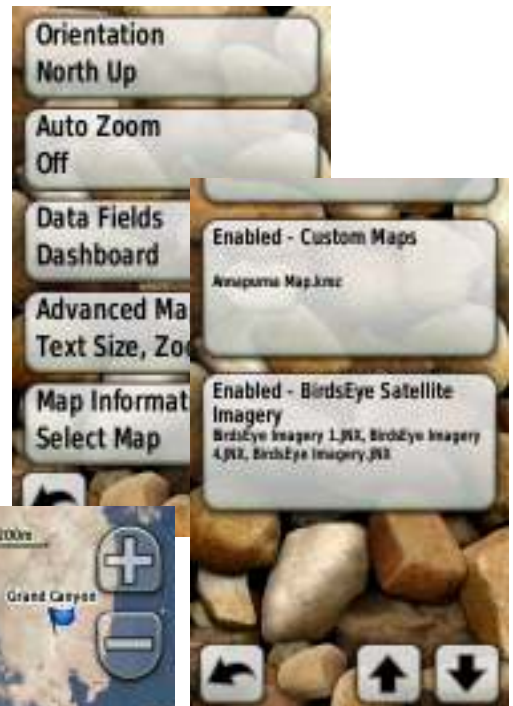 Orientation
North Up
Auto Zoom
Off
Data Fields
Dashboard
Advanced Ma
Text Size, Zoo
Map Informat
Select Map
Enabled - Custom Maps
Annapurna Map.kmz
Enabled - BirdsEye Satellite
Imagery
BirdsEye Imagery 1.JNX, BirdsEye Imagery
4.JNX, BirdsEye Imagery.JNX
200m
Grand Canyon